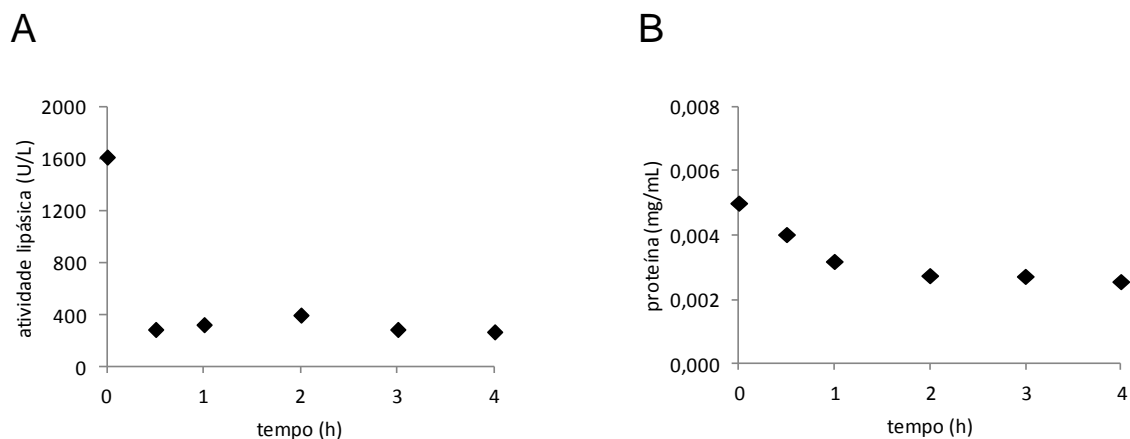 A
B
atividade lipásica (U/L)
2000
1600
1200
800
400
0
0 1 2 3 4
tempo (h)
proteína (mg/mL)
0,008
0,006
0,004
0,002
0,000
0 1 2 3 4
tempo (h)